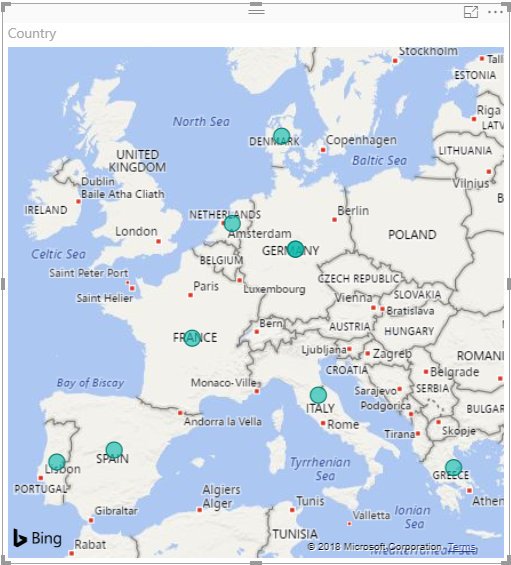 Country
Stockholm
Tall
ESTONIA
Riga
LATV
North Sea
DENMARK
Copenhagen
Baltic Sea
LITHUANIA
Vilnius
UNITED
KINGDOM
Dublin
Baile Átha Cliath
IRELAND
London
NETHERLANDS
Amsterdam
Berlin
POLAND
B
Celtic Sea
BELGIUM
GERMANY
Saint Peter Port
Saint Helier
Paris
Luxembourg
CZECH REPUBLIC
SLOVAKIA
Vienna
Bratislava
FRANCE
Bern
AUSTRIA
HUNGARY
Ljubljana
Zagreb
ROMANI
CROATIA
Belgrade
Bay of Biscay
Monaco-Ville
Sarajevo
SERBIA
Podgorica
BULGAR
ITALY
Andorra la Vella
Rome
Tirana
Skopje
SPAIN
Lisbon
PORTUGAL
Tyrrhenian
Sea
GREECE
Athen
Gibraltar
Algiers
Alger
Tunis
Valletta
Ionian
Sea
Rabat
TUNISIA
Bing
© 2018 Microsoft Corporation Terms
Mediterranean Sea